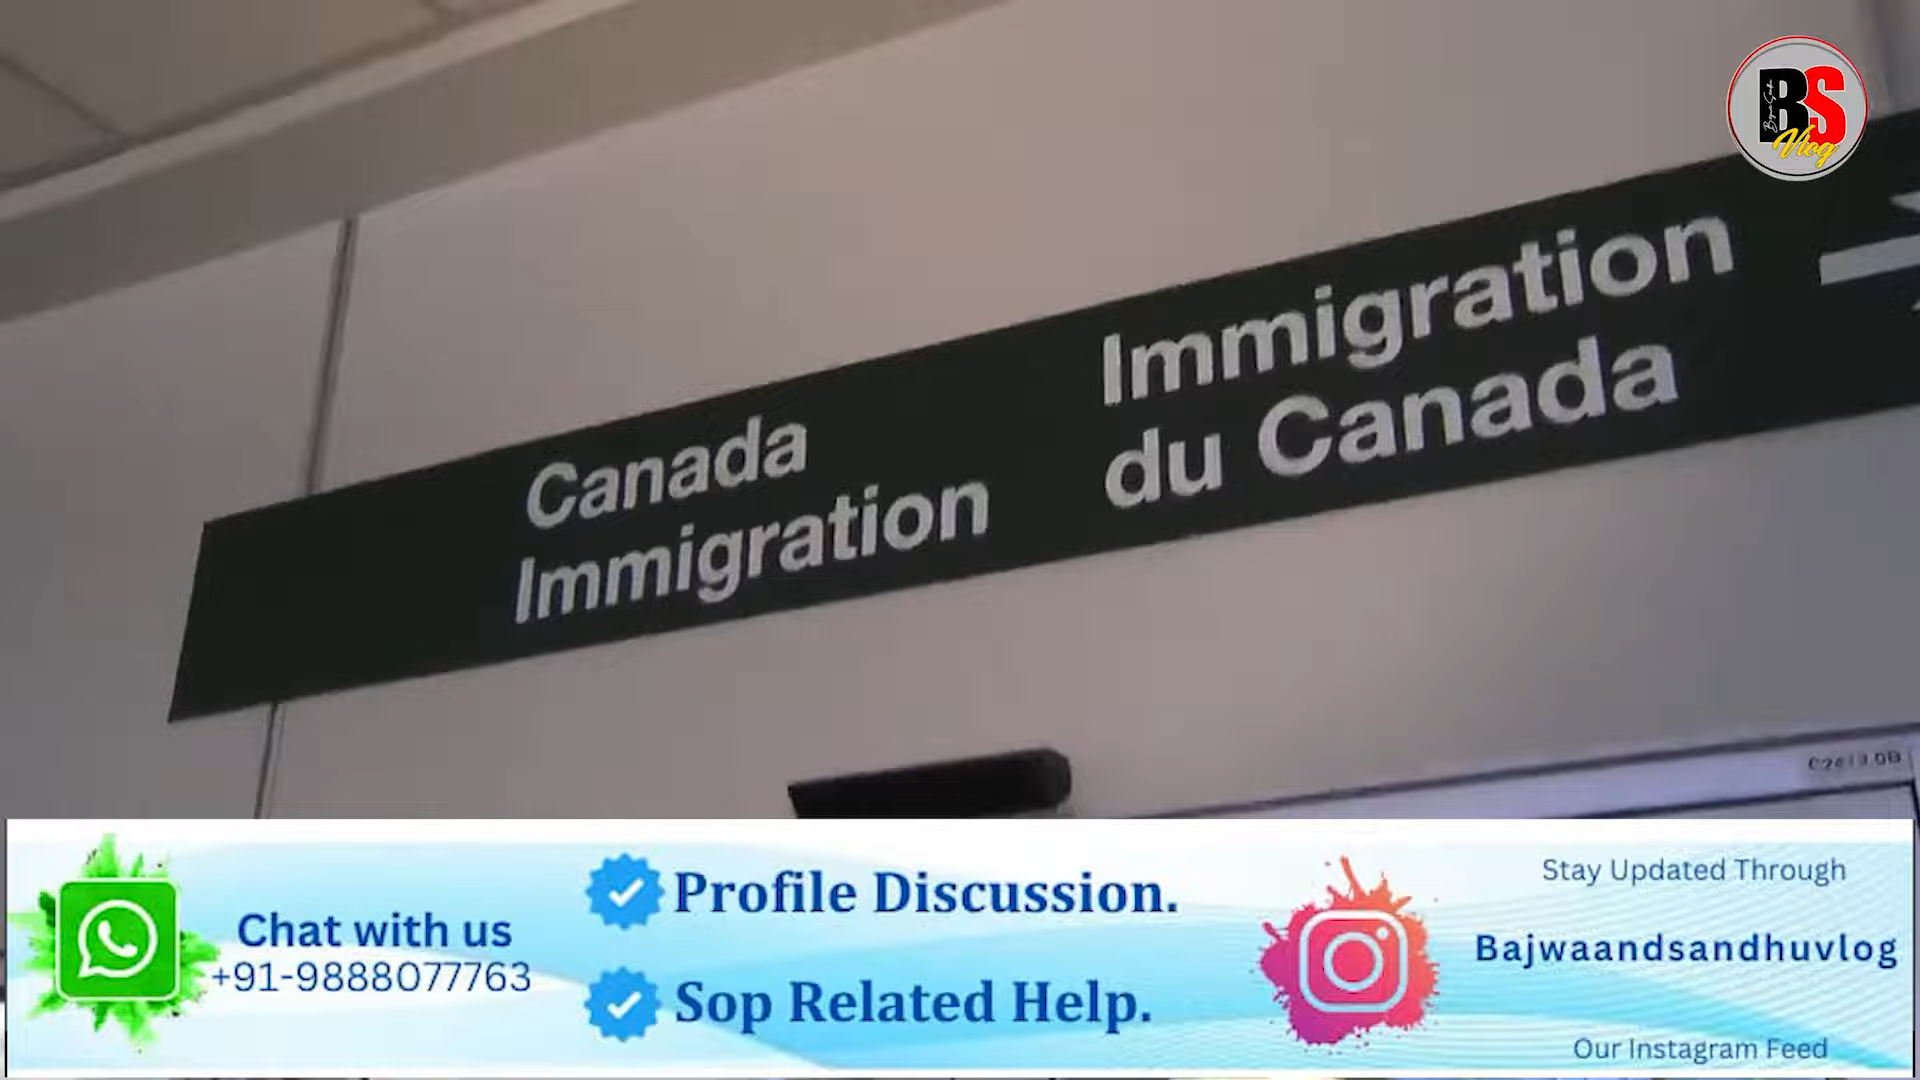 BS
Vlog
Canada
Immigration
Immigration
du Canada
Chat with us
+91-9888077763
Profile Discussion.
Sop Related Help.
Stay Updated Through
Bajwaandsandhuvlog
Our Instagram Feed